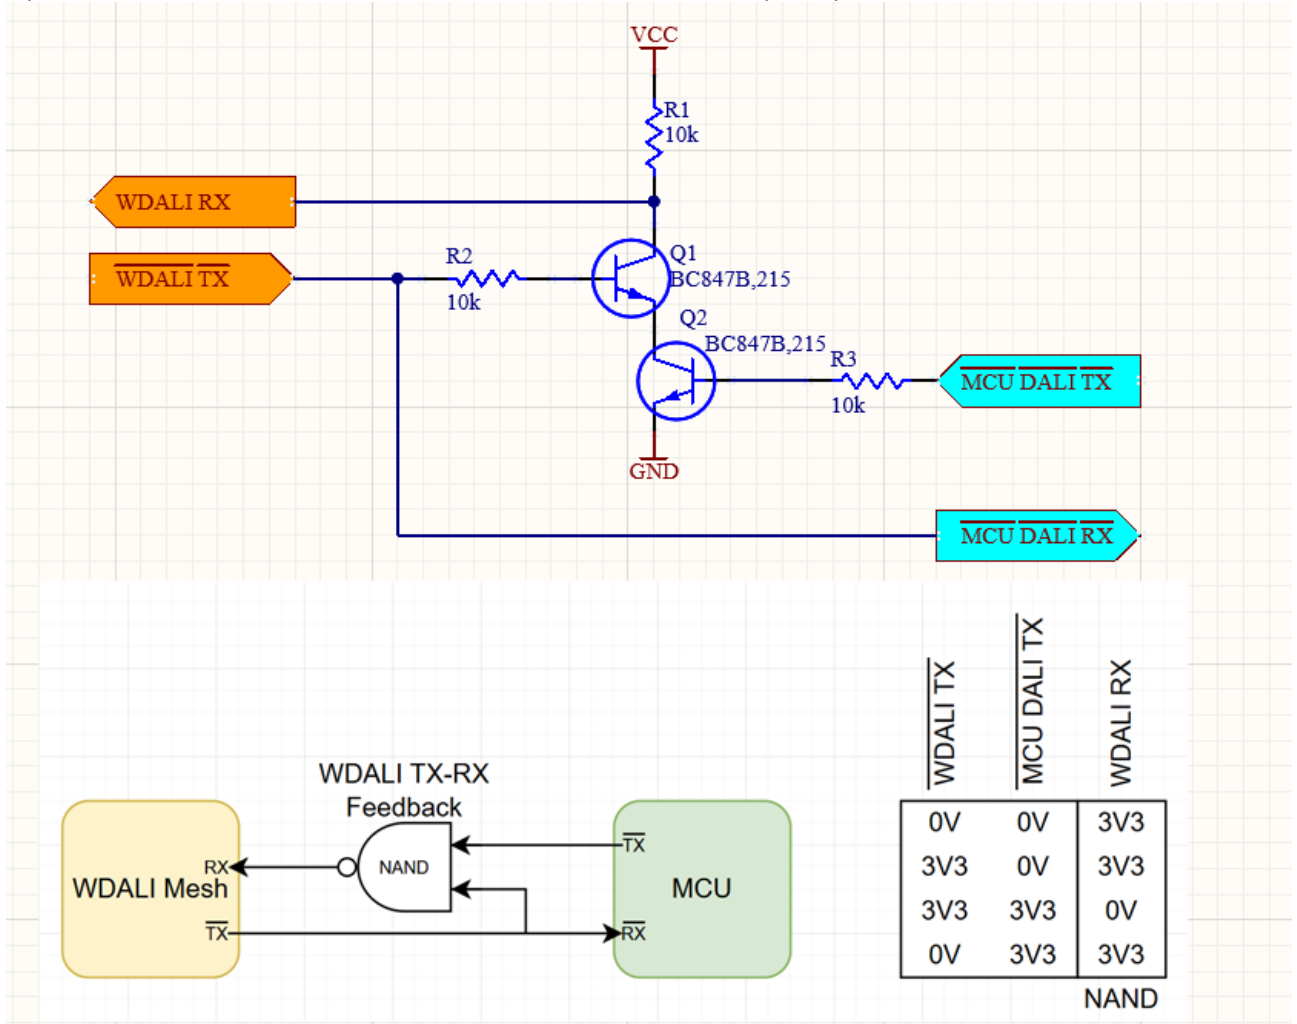 VCC
R1
10k
WDALI RX
WDALI TX
R2
10k
Q1
BC847B,215
Q2
BC847B,215
R3
10k
MCU DALI TX
GND
MCU DALI RX
WDALI TX-RX
Feedback
WDALI Mesh
RX
TX
NAND
MCU
TX
RX
WDALI TX
MCU DALI TX
WDALI RX
0V 0V 3V3
3V3 0V 3V3
3V3 3V3 0V
0V 3V3 3V3
NAND